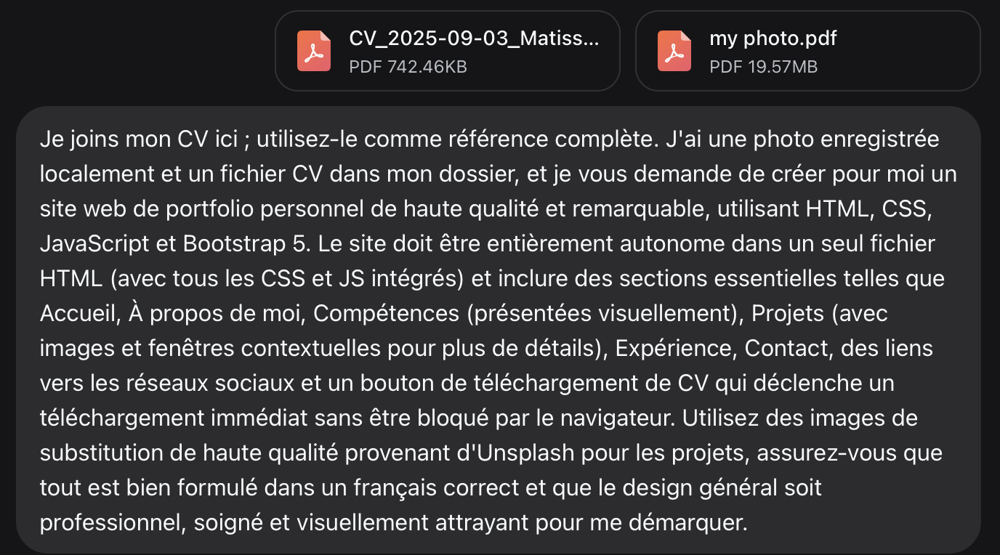 CV_2025-09-03_Matiss...
PDF 742.46KB
my photo.pdf
PDF 19.57MB
Je joins mon CV ici ; utilisez-le comme référence complète. J'ai une photo enregistrée
localement et un fichier CV dans mon dossier, et je vous demande de créer pour moi un
site web de portfolio personnel de haute qualité et remarquable, utilisant HTML, CSS,
JavaScript et Bootstrap 5. Le site doit être entièrement autonome dans un seul fichier
HTML (avec tous les CSS et JS intégrés) et inclure des sections essentielles telles que
Accueil, À propos de moi, Compétences (présentées visuellement), Projets (avec
images et fenêtres contextuelles pour plus de détails), Expérience, Contact, des liens
vers les réseaux sociaux et un bouton de téléchargement de CV qui déclenche un
téléchargement immédiat sans être bloqué par le navigateur. Utilisez des images de
substitution de haute qualité provenant d'Unsplash pour les projets, assurez-vous que
tout est bien formulé dans un français correct et que le design général soit
professionnel, soigné et visuellement attrayant pour me démarquer.